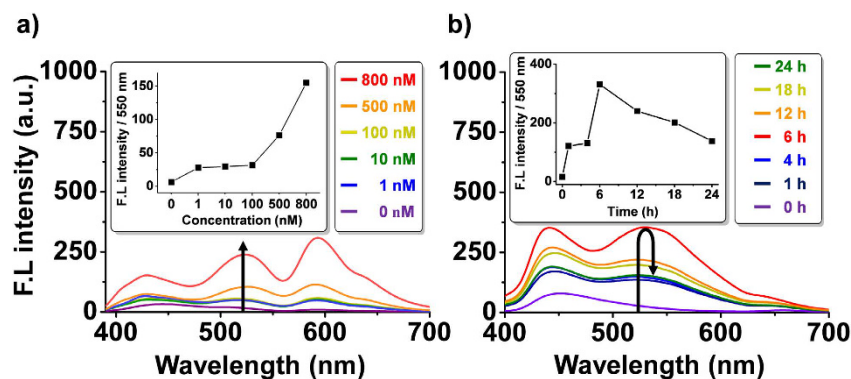 a)
F.L intensity (a.u.)
1000
750
500
250
0
400
500
600
700
Wavelength (nm)
F.L intensity / 550 nm
150
100
50
0
0 1 10 100 500 800
Concentration (nM)
800 nM
500 nM
100 nM
10 nM
1 nM
0 nM
b)
1000
750
500
250
0
400
500
600
700
Wavelength (nm)
F.L intensity / 550 nm
400
200
0
0 6 12 18 24
Time (h)
24 h
18 h
12 h
6 h
4 h
1 h
0 h